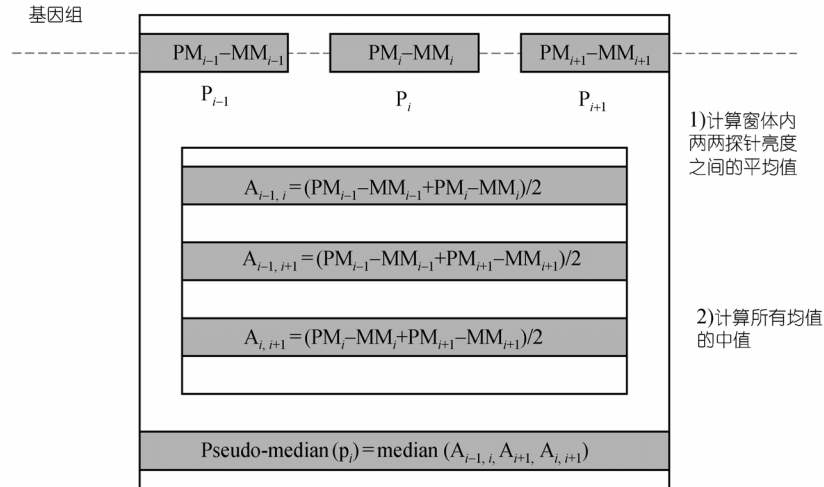 基因组
PMi−1−MMi−1 PMi−MMi PMi+1−MMi+1
Pi−1 Pi Pi+1
1)计算窗体内
两两探针亮度
之间的平均值
Ai−1, i=(PMi−1−MMi−1+PMi−MMi)/2
Ai−1, i+1=(PMi−1−MMi−1+PMi+1−MMi+1)/2
Ai, i+1=(PMi−MMi+PMi+1−MMi+1)/2
2)计算所有均值
的中值
Pseudo-median(pi)=median (Ai−1, i, Ai+1, Ai, i+1)